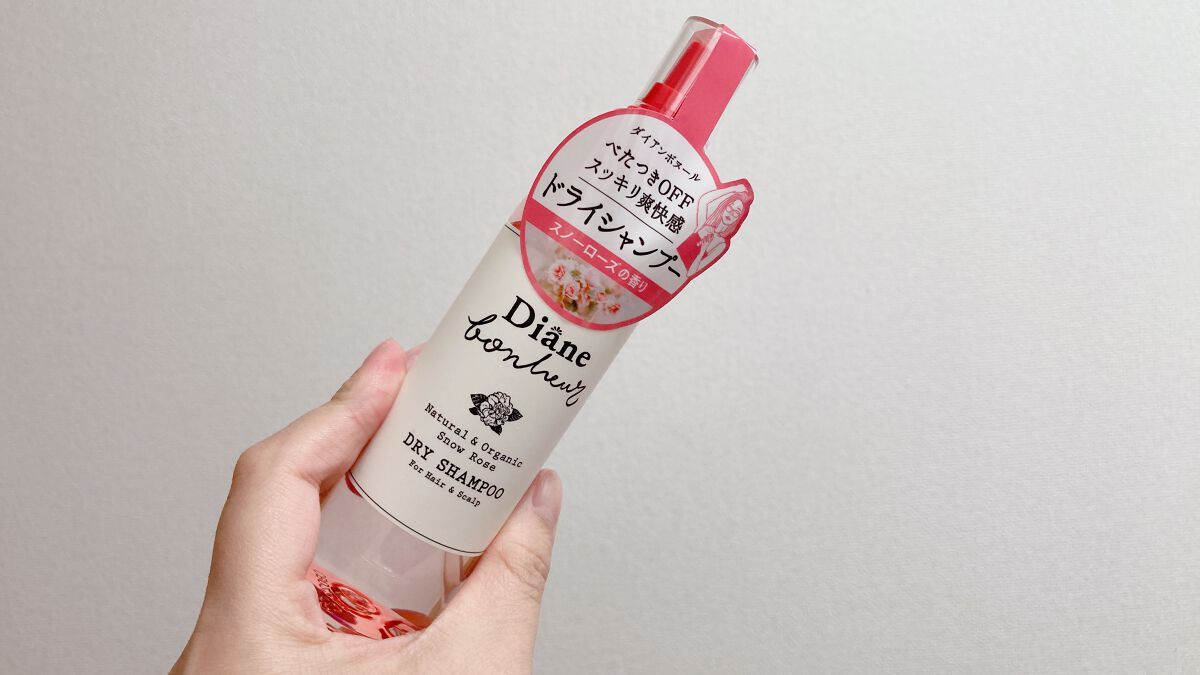 ダイアンボヌール
べたつきOFF
スッキリ爽快感
ドライシャンプー
スノーローズの香り
Diane
bonheur
Natural & Organic
Snow Rose
DRY SHAMPOO
For Hair & Scalp